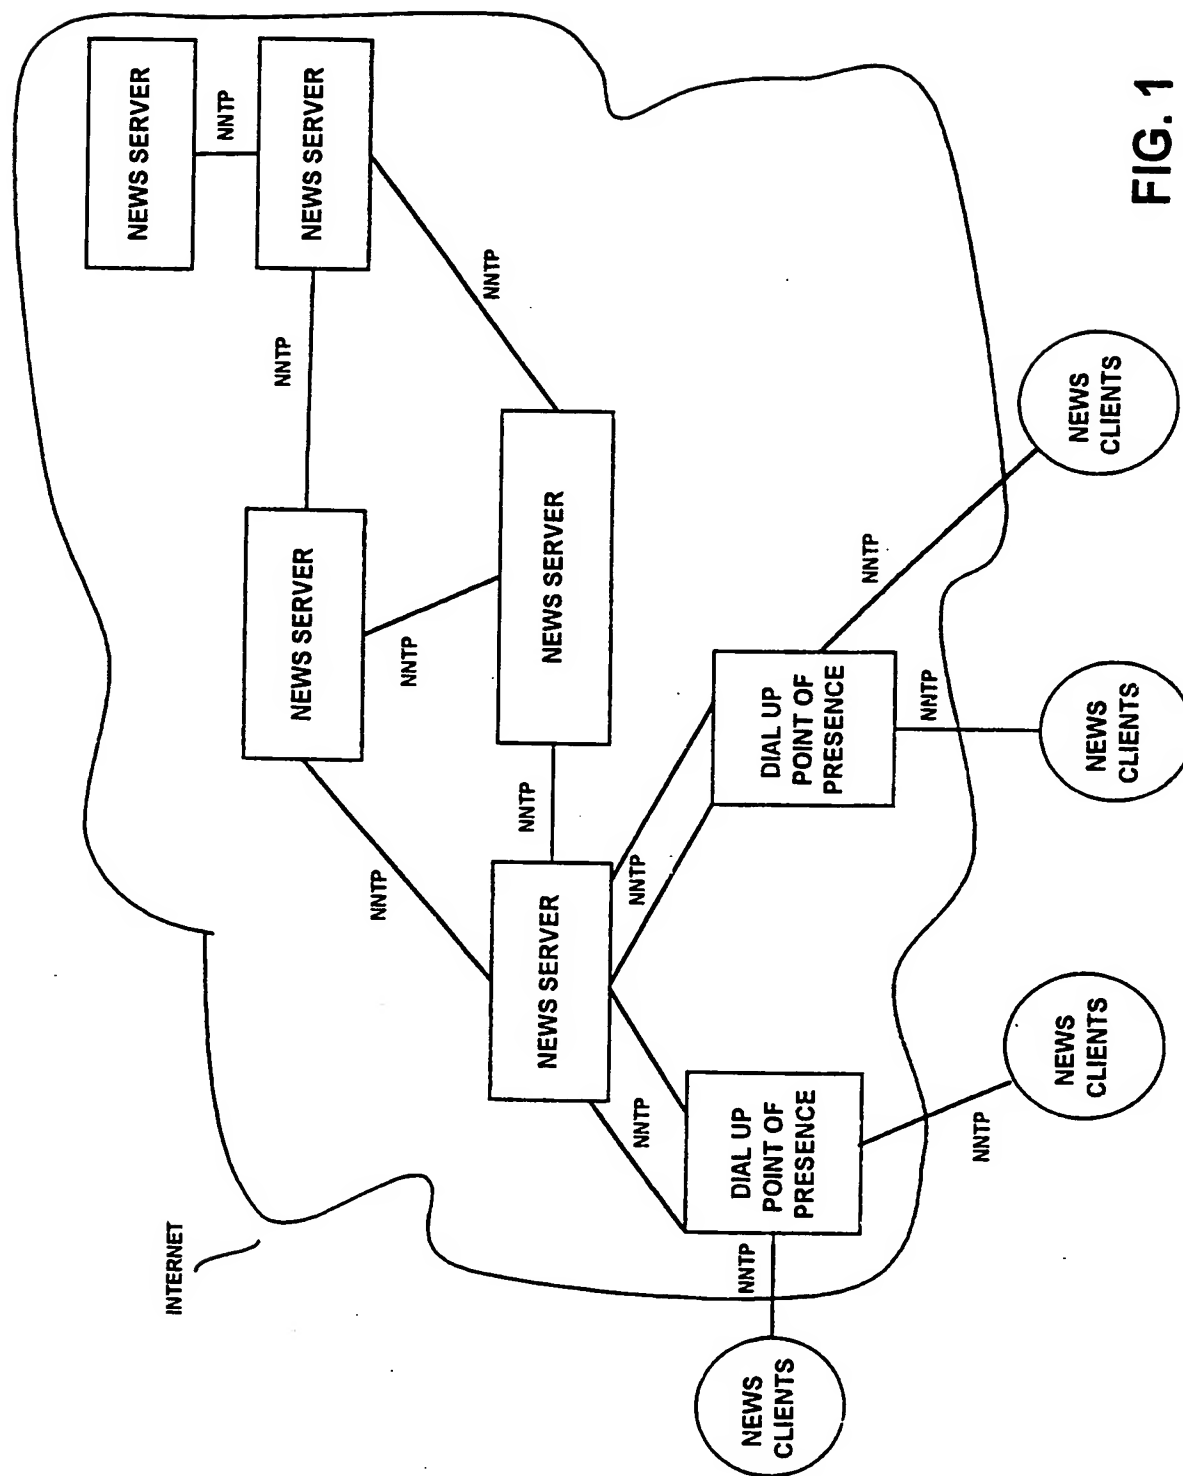 NEWS SERVER
INTERNET
NNTP
NNTP
NEWS SERVER
NEWS SERVER
NNTP
NNTP
NNTP
NNTP
NEWS SERVER
NEWS SERVER
NNTP
NNTP
DIAL UP
POINT OF
PRESENCE
DIAL UP
POINT OF
PRESENCE
NNTP
NEWS
CLIENTS
NNTP
NNTP
NNTP
NEWS
CLIENTS
NEWS
CLIENTS
NEWS
CLIENTS
FIG. 1